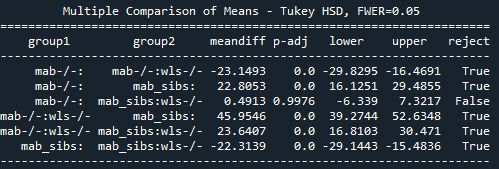 Multiple Comparison of Means - Tukey HSD, FWER=0.05
====================================================================================
group1 group2 meandiff p-adj lower upper reject
------------------------------------------------------------------------------------
mab-/-: mab-/-:wls-/- -23.1493 0.0 -29.8295 -16.4691 True
mab-/-: mab_sibs: 22.8053 0.0 16.1251 29.4855 True
mab-/-: mab_sibs:wls-/- 0.4913 0.9976 -6.339 7.3217 False
mab-/-:wls-/- mab_sibs: 45.9546 0.0 39.2744 52.6348 True
mab-/-:wls-/- mab_sibs:wls-/- 23.6407 0.0 16.8103 30.471 True
mab_sibs: mab_sibs:wls-/- -22.3139 0.0 -29.1443 -15.4836 True
------------------------------------------------------------------------------------